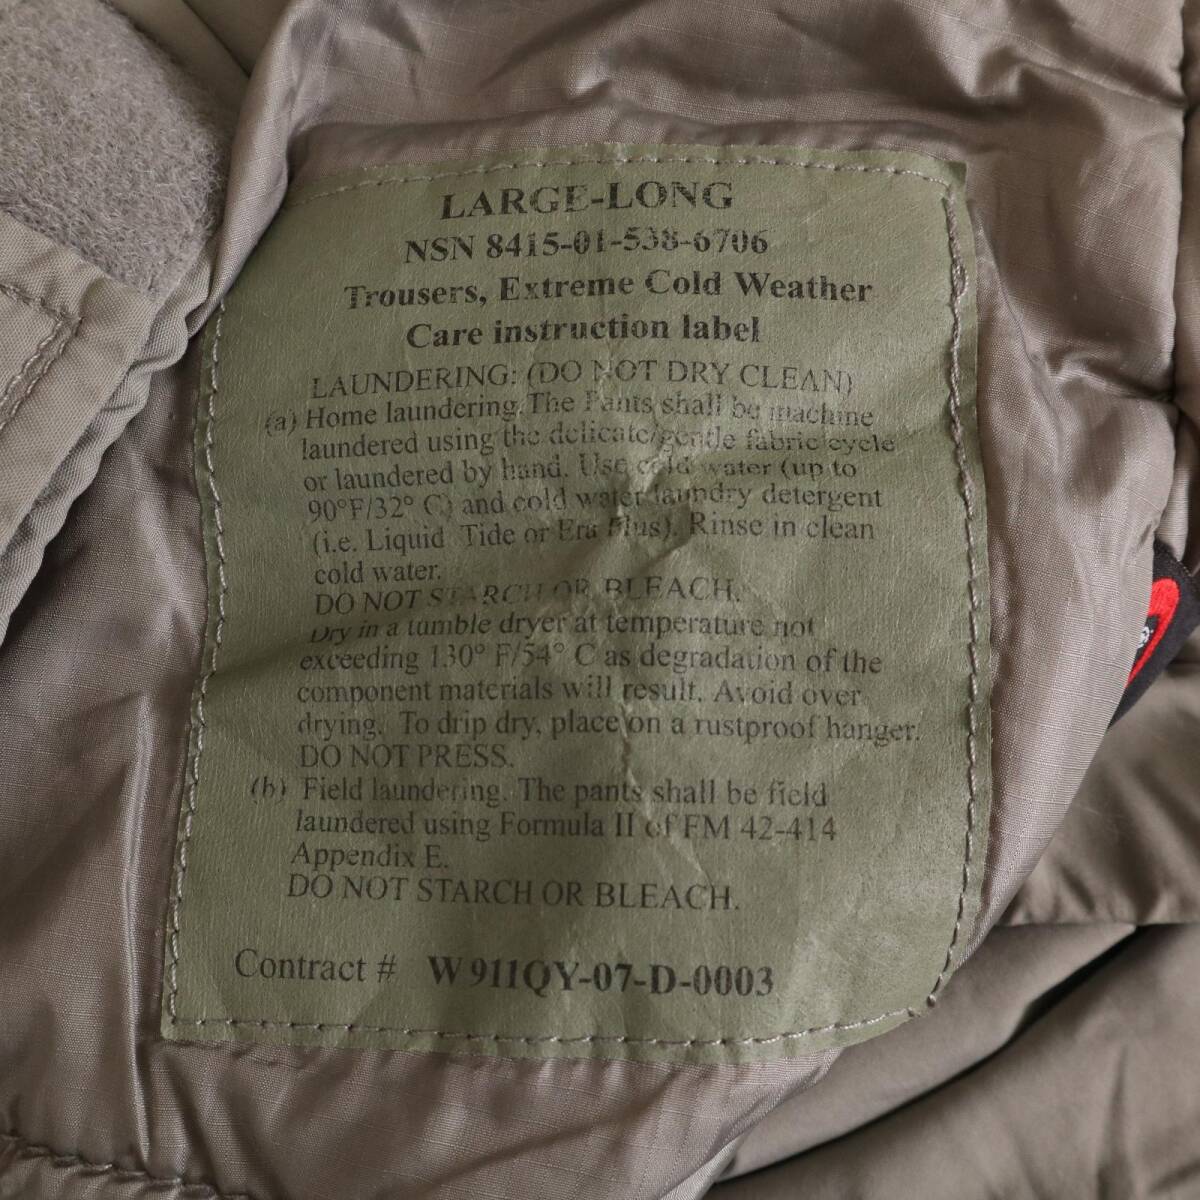 LARGE-LONG
NSN 8415-01-538-6706
Trousers, Extreme Cold Weather
Care instruction label
LAUNDERING: (DO NOT DRY CLEAN)
(a) Home laundering. The Pants shall be machine
laundered using the delicate/gentle fabric cycle
or laundered by hand. Use cold water (up to
90°F/32° C) and cold water laundry detergent
(i.e. Liquid Tide or Era Plus). Rinse in clean
cold water.
DO NOT STARCH OR BLEACH.
Dry in a tumble dryer at temperature not
exceeding 130° F/54° C as degradation of the
component materials will result. Avoid over
drying. To drip dry, place on a rustproof hanger.
DO NOT PRESS.
(b) Field laundering. The pants shall be field
laundered using Formula II of FM 42-414
Appendix E.
DO NOT STARCH OR BLEACH.
Contract # W911QY-07-D-0003